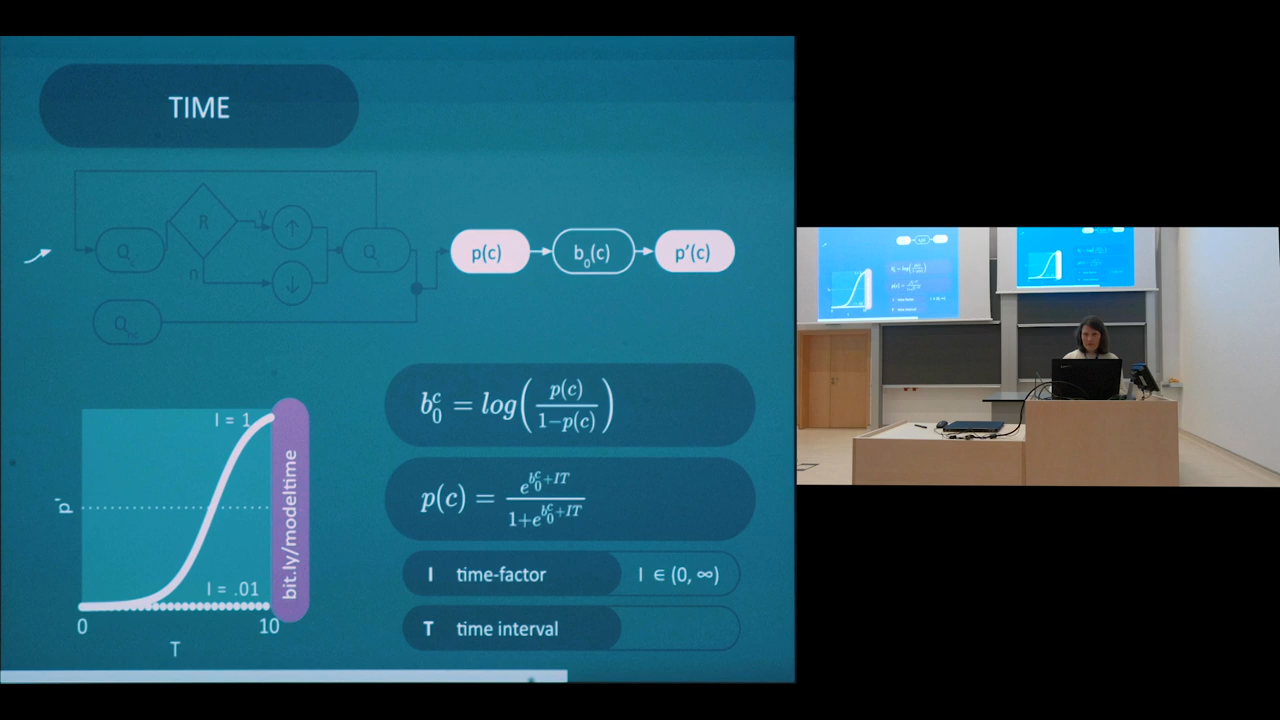 TIME
R
y
n
↑
↓
Q
Q
Q_nc
p(c)
b₀(c)
p′(c)
b₀ᶜ = log(p(c)/(1−p(c)))
p(c) = e^(b₀ᶜ+IT)/(1+e^(b₀ᶜ+IT))
I time-factor I ∈ (0, ∞)
T time interval
I = 1
p'
I = .01
0
10
T
bit.ly/modeltime